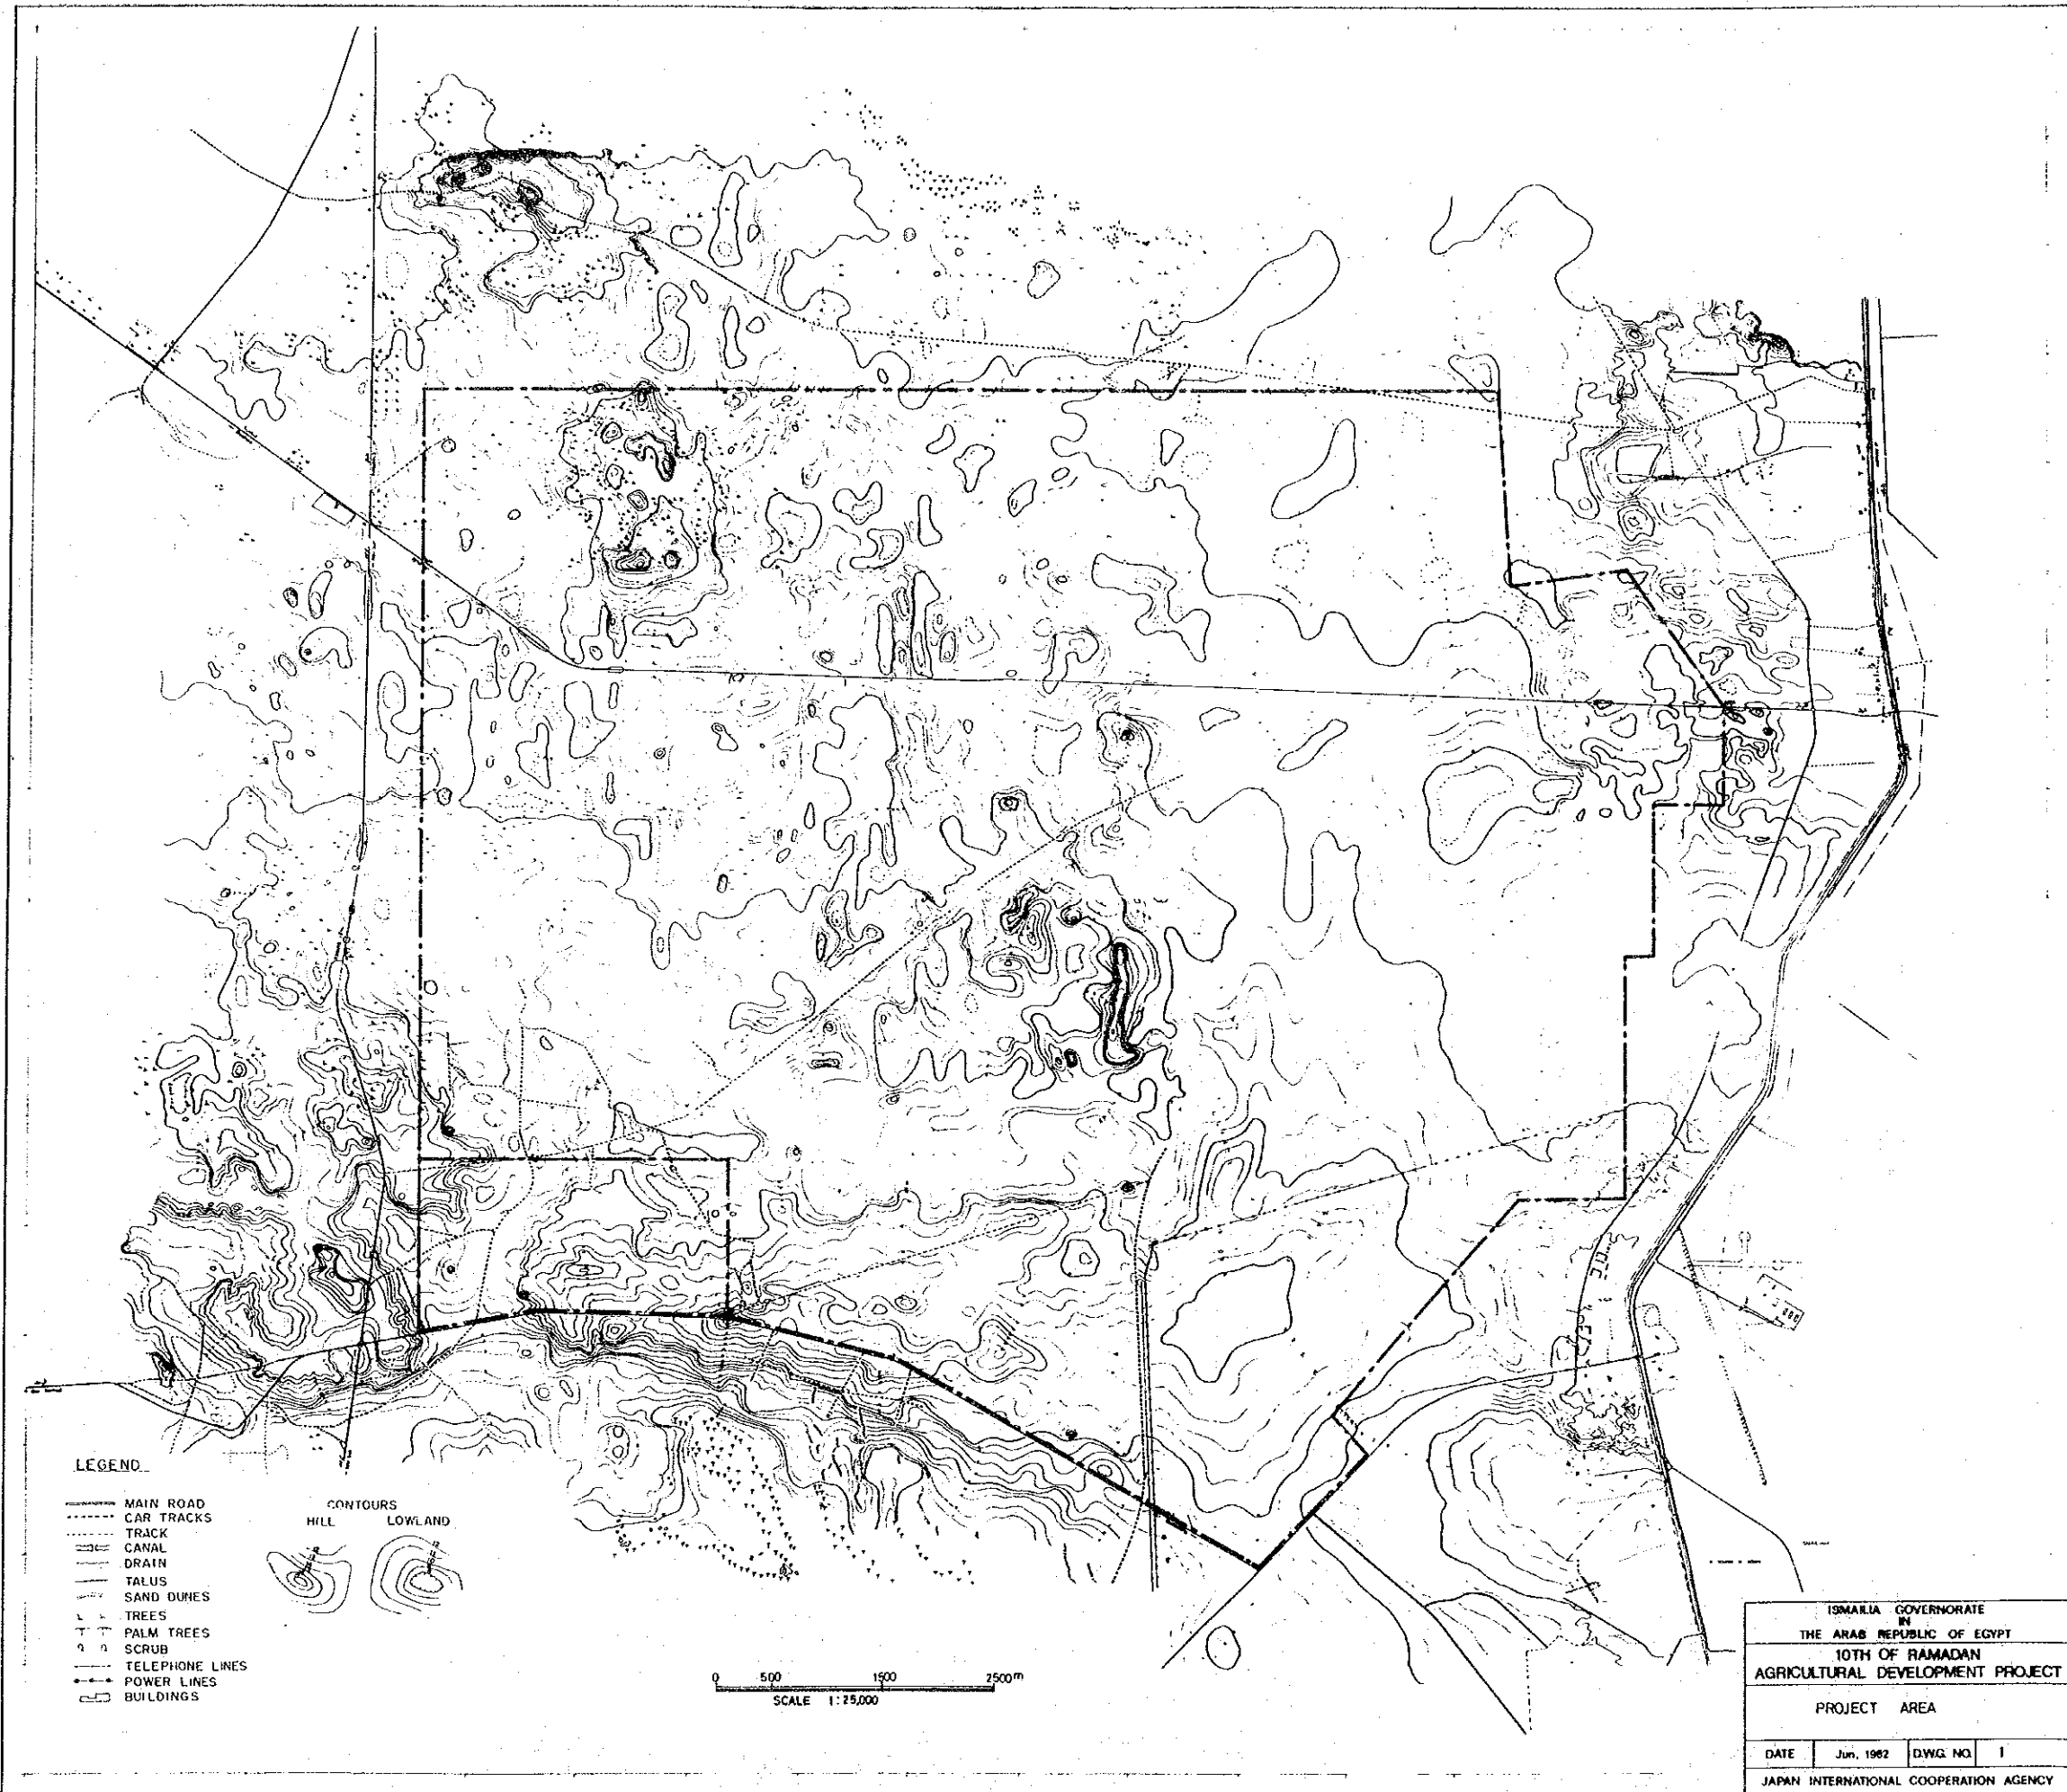 LEGEND
MAIN ROAD
CAR TRACKS
TRACK
CANAL
DRAIN
TALUS
SAND DUNES
TREES
PALM TREES
SCRUB
TELEPHONE LINES
POWER LINES
BUILDINGS
CONTOURS
HILL LOWLAND
0 500 1500 2500m
SCALE 1:25,000
ISMAILIA GOVERNORATE
IN
THE ARAB REPUBLIC OF EGYPT
10TH OF RAMADAN
AGRICULTURAL DEVELOPMENT PROJECT
PROJECT AREA
DATE Jun, 1982 DWG NO 1
JAPAN INTERNATIONAL COOPERATION AGENCY